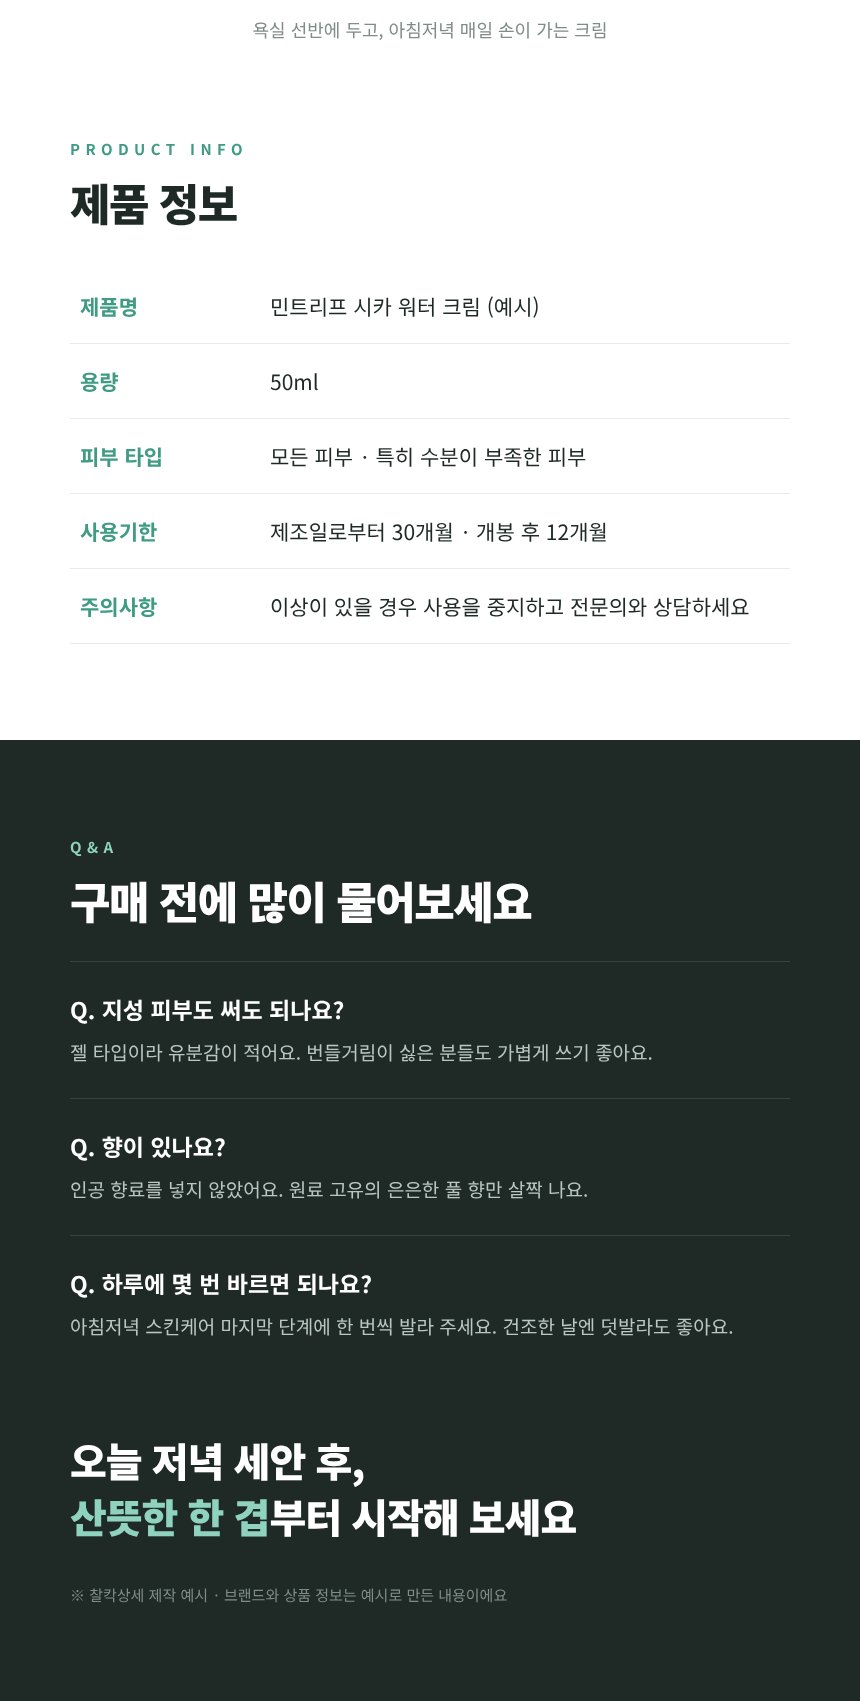 욕실 선반에 두고, 아침저녁 매일 손이 가는 크림
PRODUCT INFO
제품 정보
제품명 민트리프 시카 워터 크림 (예시)
용량 50ml
피부 타입 모든 피부 · 특히 수분이 부족한 피부
사용기한 제조일로부터 30개월 · 개봉 후 12개월
주의사항 이상이 있을 경우 사용을 중지하고 전문의와 상담하세요
Q&A
구매 전에 많이 물어보세요
Q. 지성 피부도 써도 되나요?
젤 타입이라 유분감이 적어요. 번들거림이 싫은 분들도 가볍게 쓰기 좋아요.
Q. 향이 있나요?
인공 향료를 넣지 않았어요. 원료 고유의 은은한 풀 향만 살짝 나요.
Q. 하루에 몇 번 바르면 되나요?
아침저녁 스킨케어 마지막 단계에 한 번씩 발라 주세요. 건조한 날엔 덧발라도 좋아요.
오늘 저녁 세안 후,
산뜻한 한 겹부터 시작해 보세요
※ 찰칵상세 제작 예시 · 브랜드와 상품 정보는 예시로 만든 내용이에요